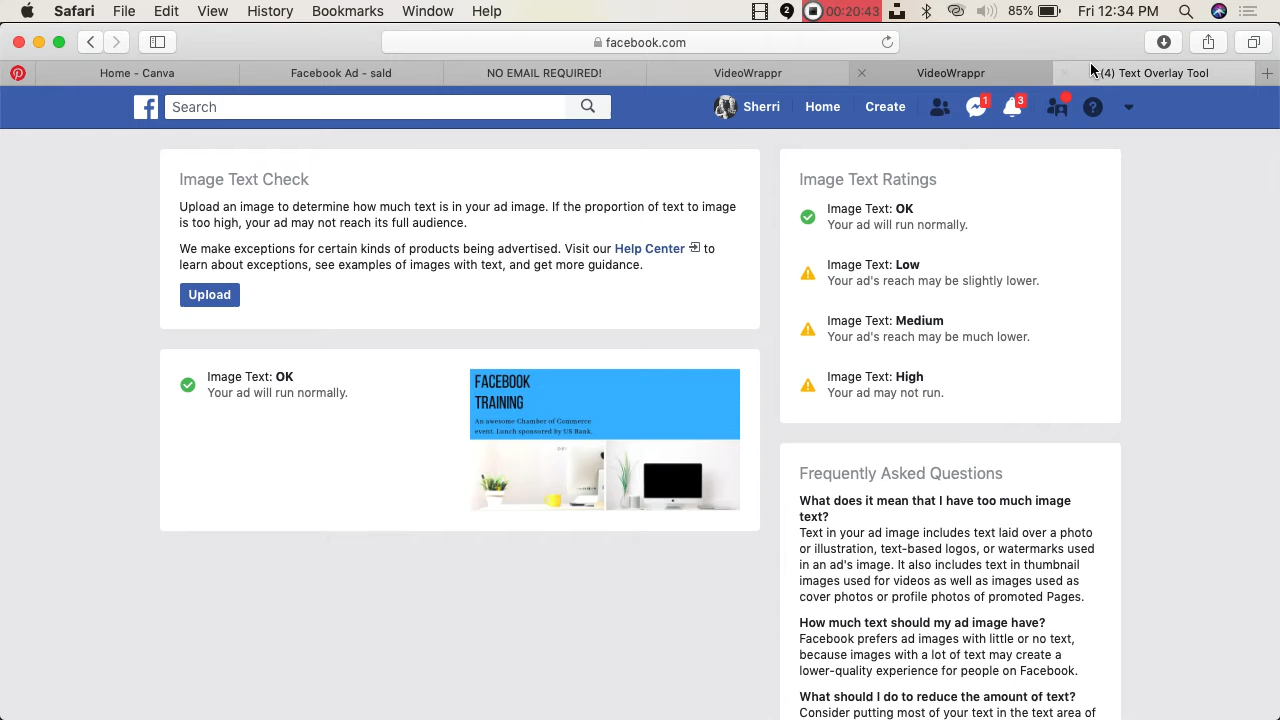 Safari File Edit View History Bookmarks Window Help 2 00:20:43 85% Fri 12:34 PM
facebook.com
Home - Canva Facebook Ad - sald NO EMAIL REQUIRED! VideoWrappr VideoWrappr (4) Text Overlay Tool
Search Sherri Home Create 1 3
Image Text Check
Upload an image to determine how much text is in your ad image. If the proportion of text to image
is too high, your ad may not reach its full audience.
We make exceptions for certain kinds of products being advertised. Visit our Help Center to
learn about exceptions, see examples of images with text, and get more guidance.
Upload
Image Text: OK
Your ad will run normally.
FACEBOOK
TRAINING
An awesome Chamber of Commerce
event. Lunch sponsored by US Bank.
Image Text Ratings
Image Text: OK
Your ad will run normally.
Image Text: Low
Your ad's reach may be slightly lower.
Image Text: Medium
Your ad's reach may be much lower.
Image Text: High
Your ad may not run.
Frequently Asked Questions
What does it mean that I have too much image
text?
Text in your ad image includes text laid over a photo
or illustration, text-based logos, or watermarks used
in an ad's image. It also includes text in thumbnail
images used for videos as well as images used as
cover photos or profile photos of promoted Pages.
How much text should my ad image have?
Facebook prefers ad images with little or no text,
because images with a lot of text may create a
lower-quality experience for people on Facebook.
What should I do to reduce the amount of text?
Consider putting most of your text in the text area of